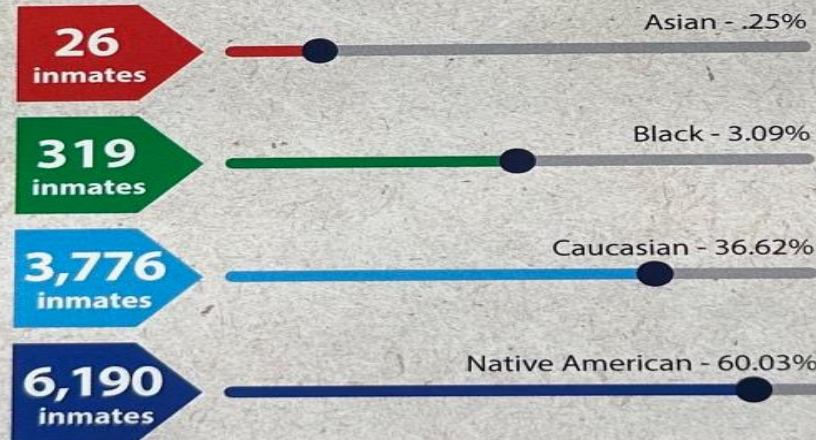 26
inmates
Asian - .25%
319
inmates
Black - 3.09%
3,776
inmates
Caucasian - 36.62%
6,190
inmates
Native American - 60.03%